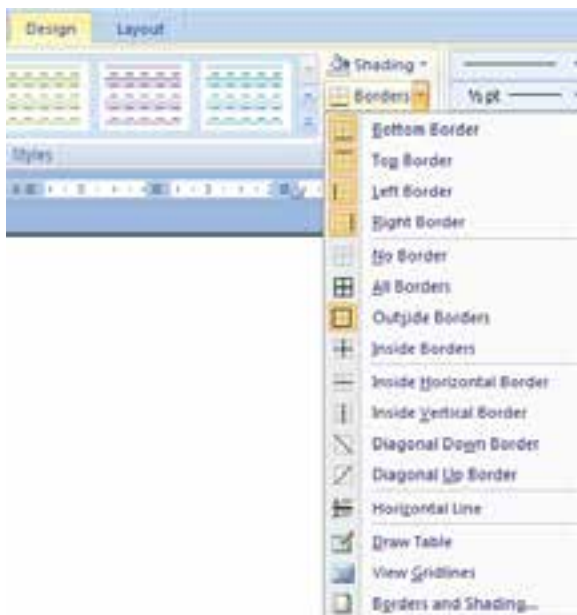 Design Layout
Shading
Borders ½ pt
Styles
Bottom Border
Top Border
Left Border
Right Border
No Border
All Borders
Outside Borders
Inside Borders
Inside Horizontal Border
Inside Vertical Border
Diagonal Down Border
Diagonal Up Border
Horizontal Line
Draw Table
View Gridlines
Borders and Shading...